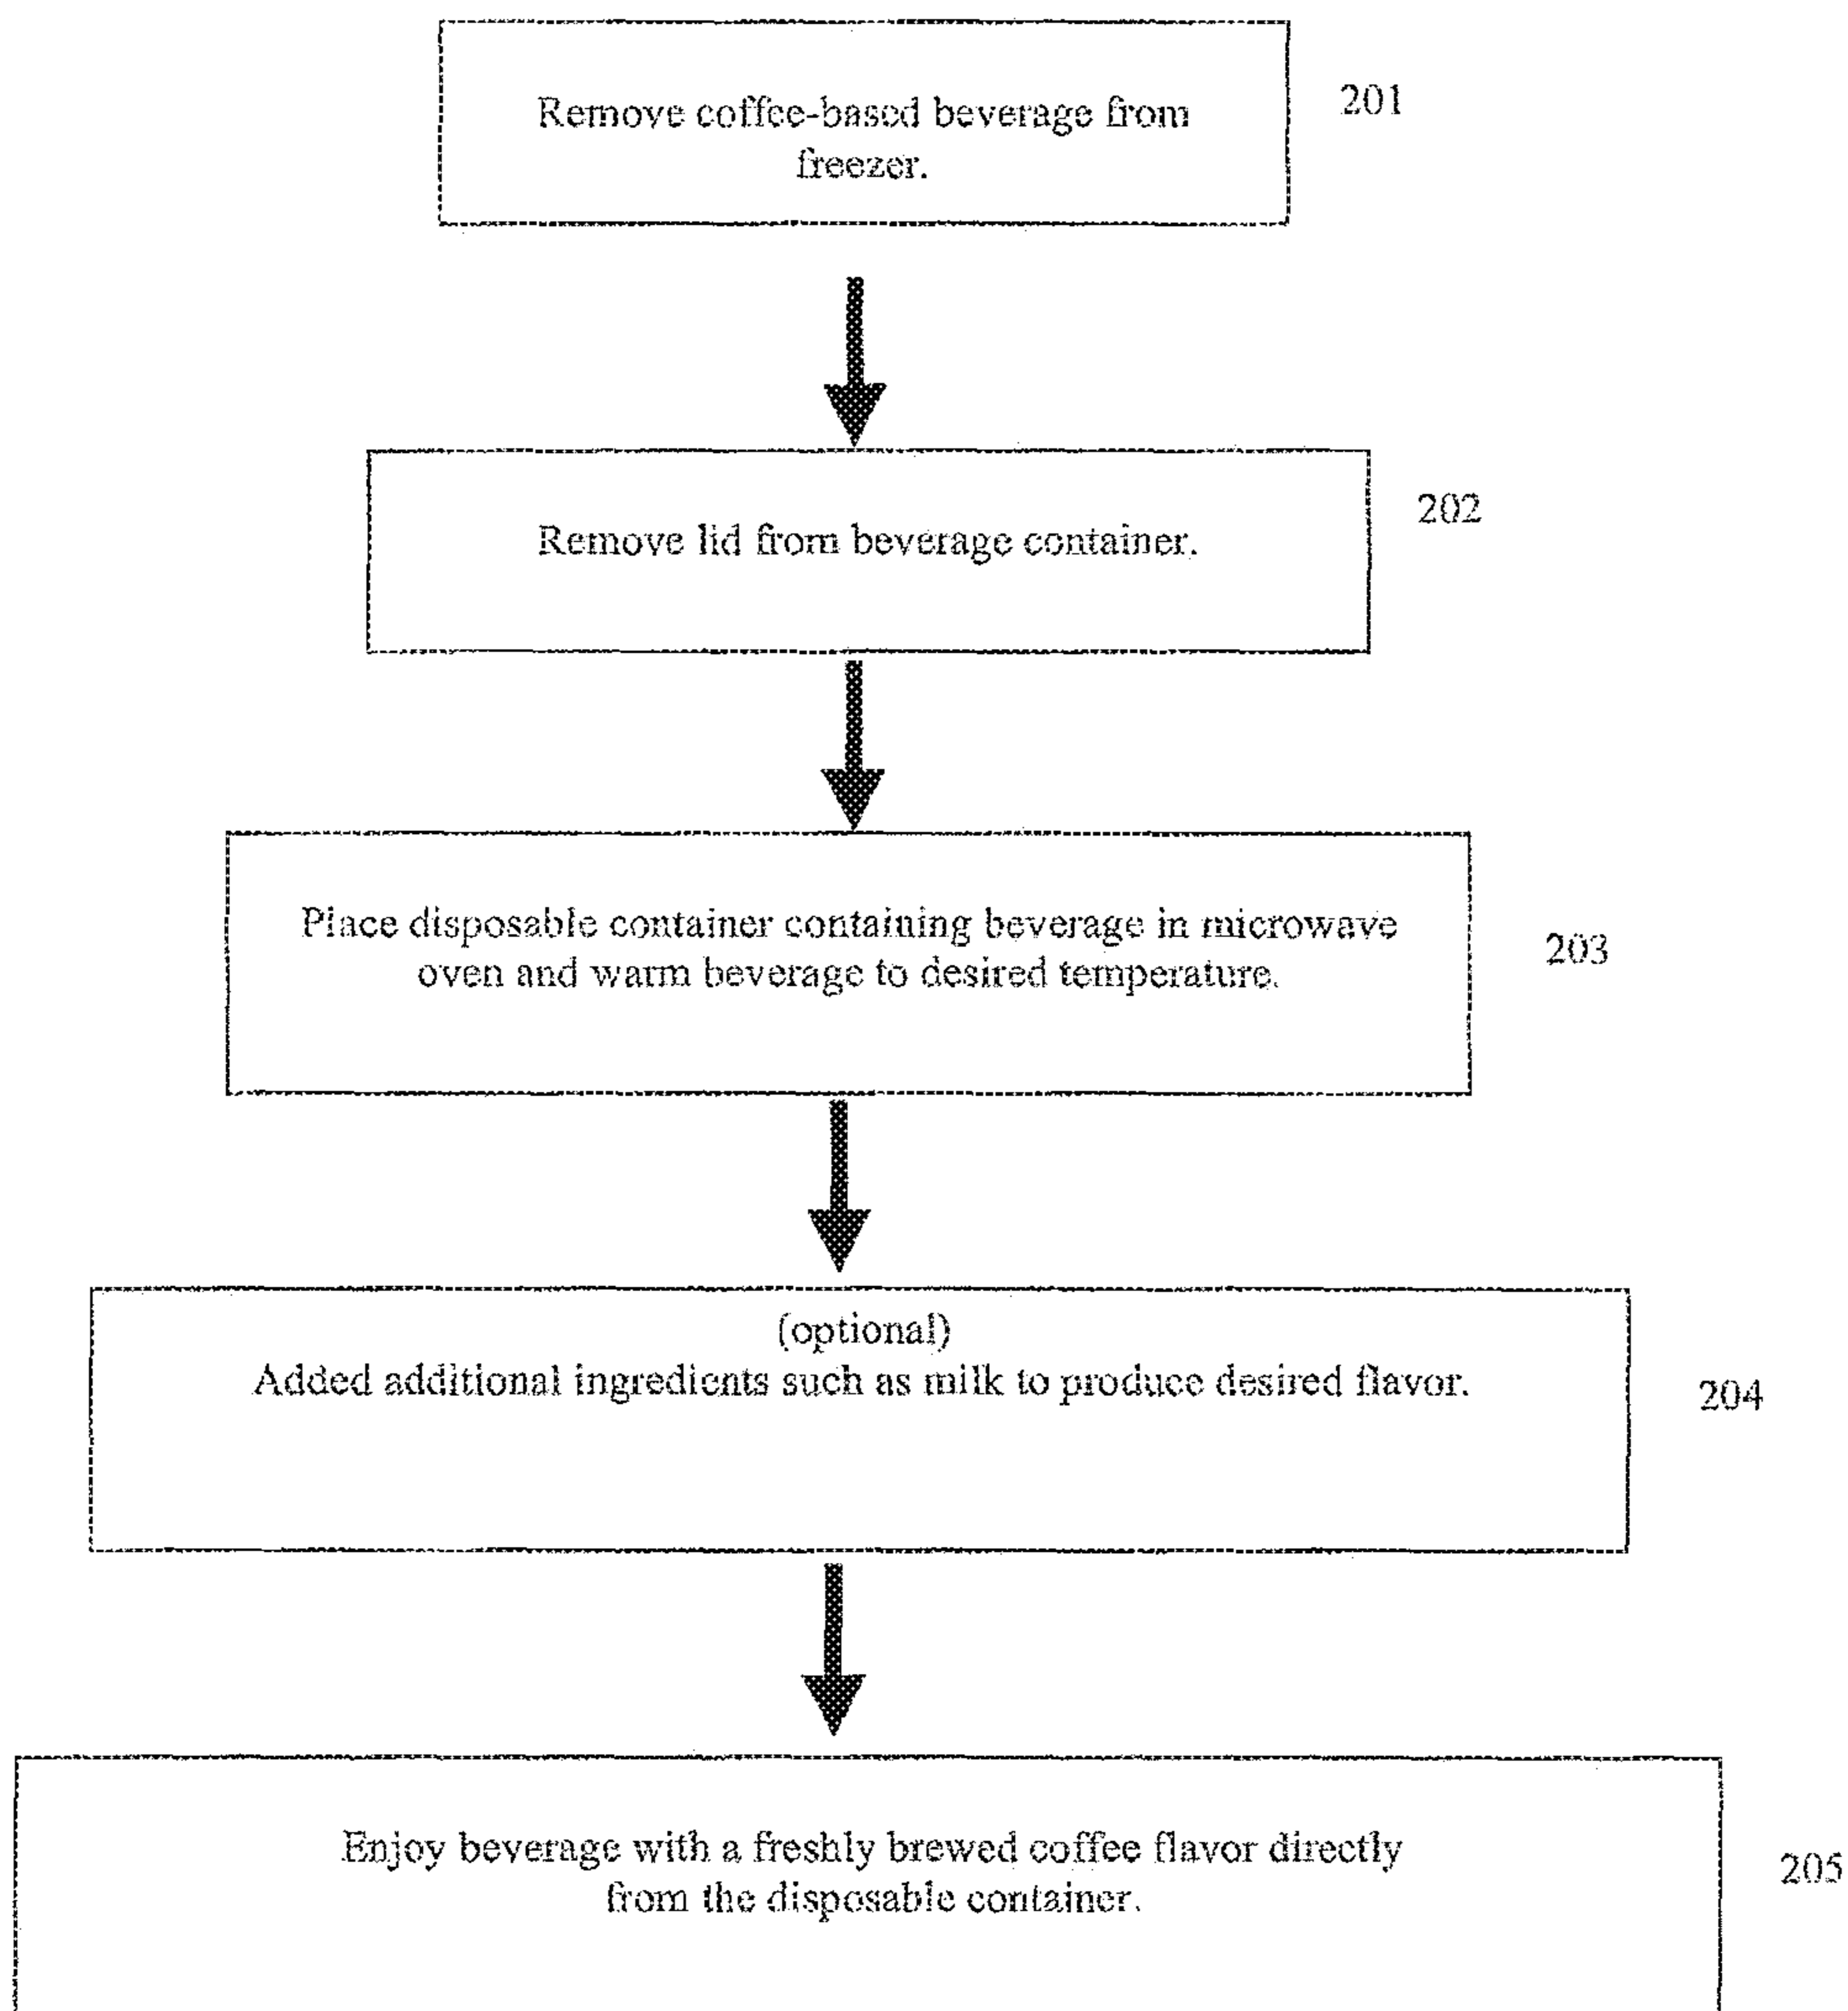 Remove coffee-based beverage from
freezer.
201
Remove lid from beverage container.
202
Place disposable container containing beverage in microwave
oven and warm beverage to desired temperature.
203
(optional)
Added additional ingredients such as milk to produce desired flavor.
204
Enjoy beverage with a freshly brewed coffee flavor directly
from the disposable container.
205